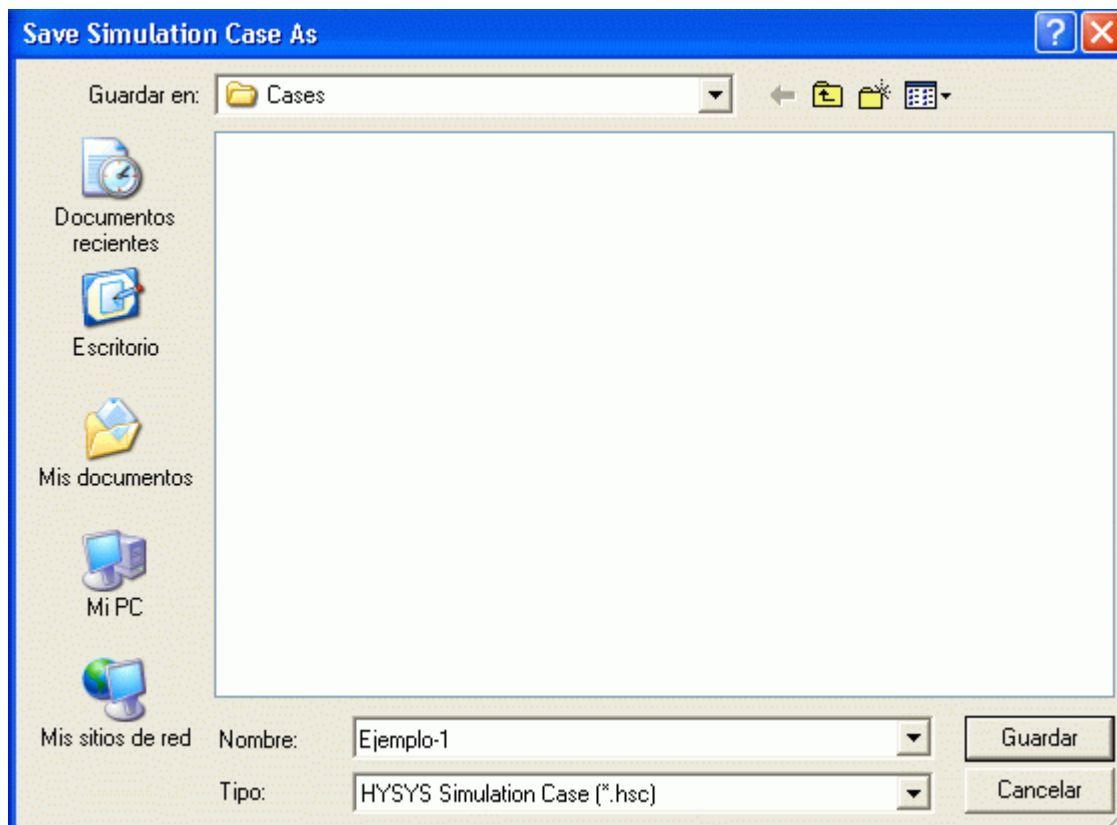 Save Simulation Case As
Guardar en:
Cases
Documentos
recientes
Escritorio
Mis documentos
Mi PC
Mis sitios de red
Nombre:
Ejemplo-1
Guardar
Tipo:
HYSYS Simulation Case (*.hsc)
Cancelar